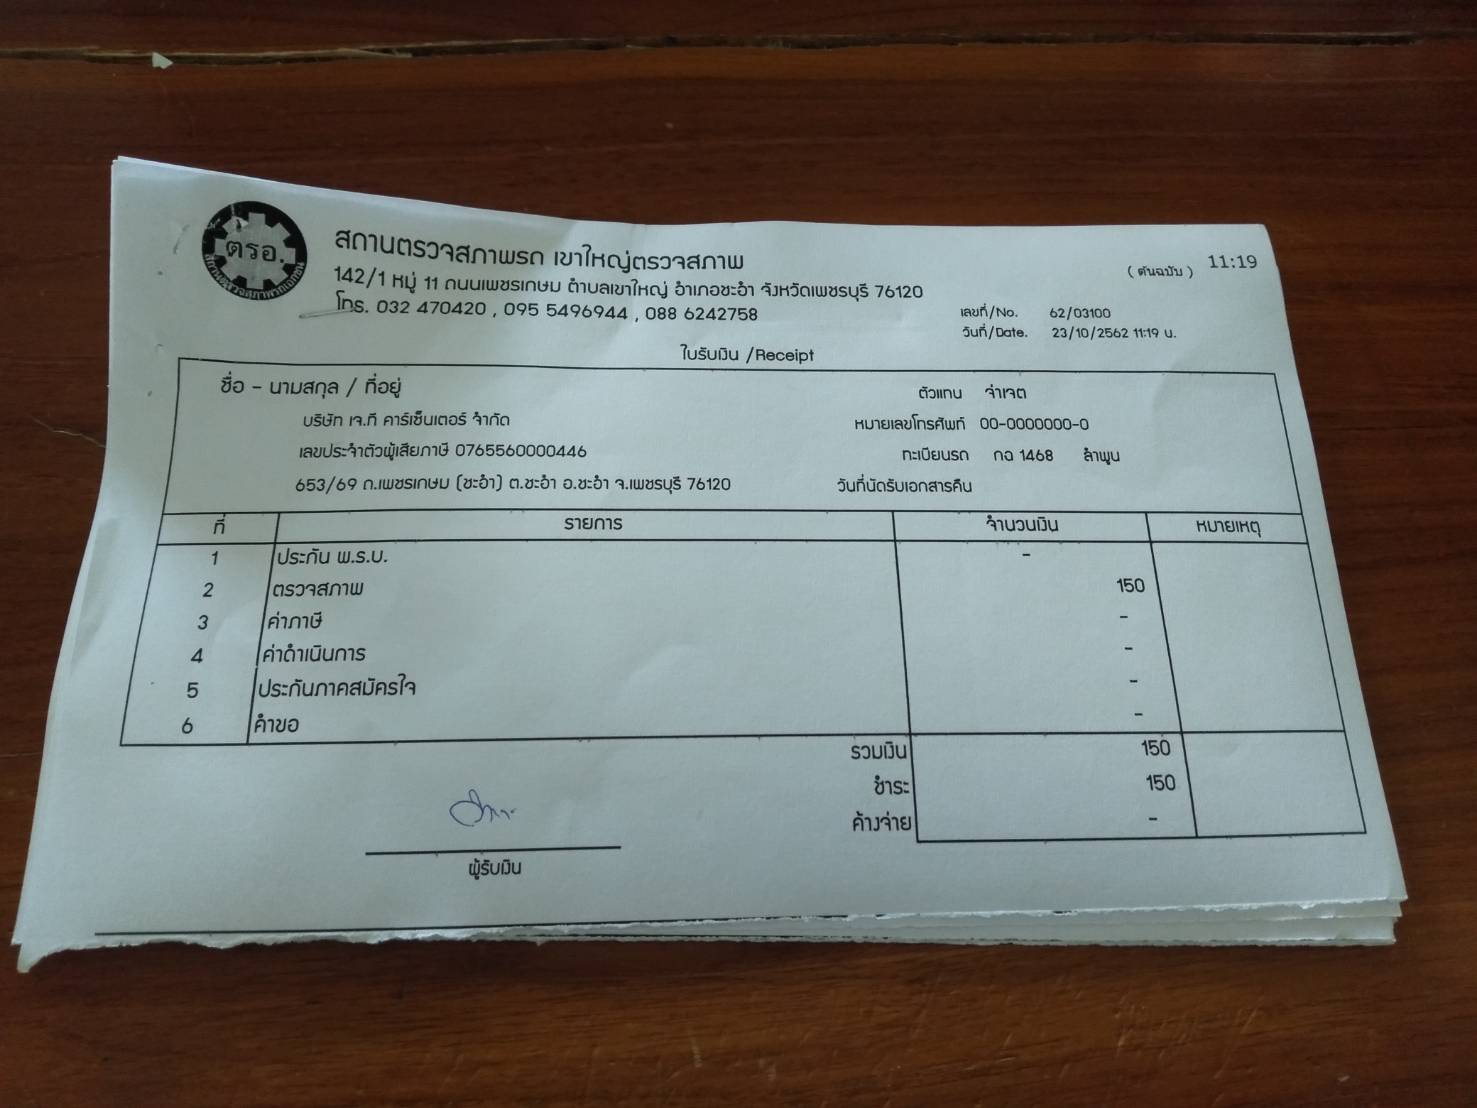 ตรอ.
สถานตรวจสภาพรถ เขาใหญ่ตรวจสภาพ
142/1 หมู่ 11 ถนนเพชรเกษม ตำบลเขาใหญ่ อำเภอชะอำ จังหวัดเพชรบุรี 76120
โทร. 032 470420 , 095 5496944 , 088 6242758
( ต้นฉบับ ) 11:19
เลขที่/No. 62/03100
วันที่/Date. 23/10/2562 11:19 น.
ใบรับเงิน /Receipt
ชื่อ - นามสกุล / ที่อยู่
บริษัท เจ.ที คาร์เซ็นเตอร์ จำกัด
เลขประจำตัวผู้เสียภาษี 0765560000446
653/69 ถ.เพชรเกษม (ชะอำ) ต.ชะอำ อ.ชะอำ จ.เพชรบุรี 76120
ตัวแทน จ่าเจต
หมายเลขโทรศัพท์ 00-0000000-0
ทะเบียนรถ กอ 1468 ลำพูน
วันที่นัดรับเอกสารคืน
ที่ รายการ จำนวนเงิน หมายเหตุ
1 ประกัน พ.ร.บ. -
2 ตรวจสภาพ 150
3 ค่าภาษี -
4 ค่าดำเนินการ -
5 ประกันภาคสมัครใจ -
6 คำขอ -
รวมเงิน 150
ชำระ 150
ค้างจ่าย -
ผู้รับเงิน